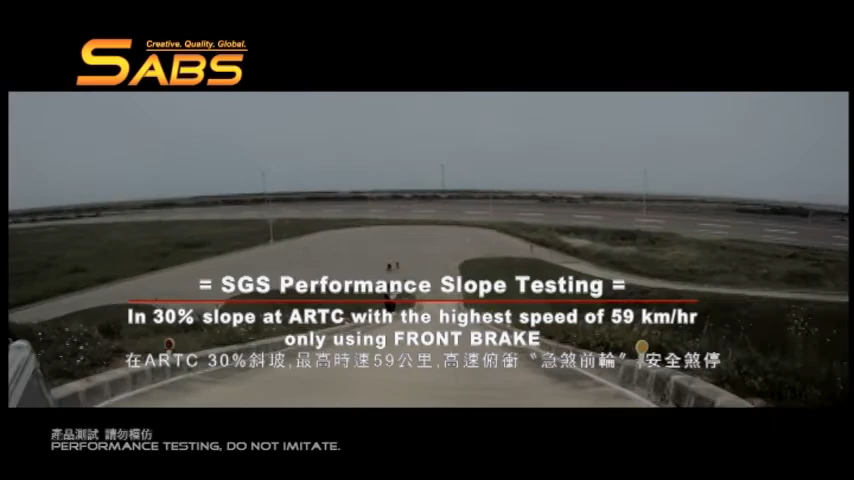 Creative. Quality. Global.
SABS
= SGS Performance Slope Testing =
In 30% slope at ARTC with the highest speed of 59 km/hr
only using FRONT BRAKE
在ARTC 30%斜坡,最高時速59公里,高速俯衝〝急煞前輪〞安全煞停
產品測試 請勿模仿
PERFORMANCE TESTING, DO NOT IMITATE.